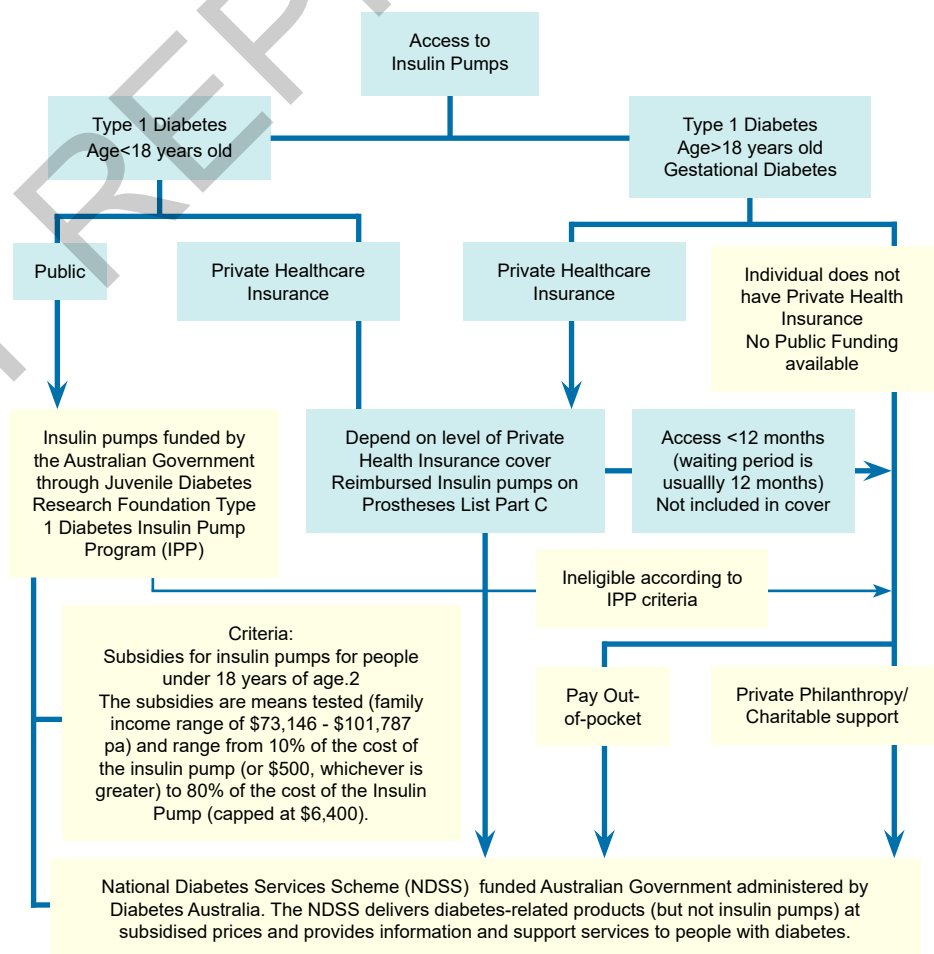 Access to
Insulin Pumps
Type 1 Diabetes
Age<18 years old
Type 1 Diabetes
Age>18 years old
Gestational Diabetes
Public
Private Healthcare
Insurance
Private Healthcare
Insurance
Individual does not
have Private Health
Insurance
No Public Funding
available
Insulin pumps funded by
the Australian Government
through Juvenile Diabetes
Research Foundation Type
1 Diabetes Insulin Pump
Program (IPP)
Depend on level of Private
Health Insurance cover
Reimbursed Insulin pumps on
Prostheses List Part C
Access <12 months
(waiting period is
usuallly 12 months)
Not included in cover
Ineligible according to
IPP criteria
Criteria:
Subsidies for insulin pumps for people
under 18 years of age.2
The subsidies are means tested (family
income range of $73,146 - $101,787
pa) and range from 10% of the cost of
the insulin pump (or $500, whichever is
greater) to 80% of the cost of the Insulin
Pump (capped at $6,400).
Pay Out-
of-pocket
Private Philanthropy/
Charitable support
National Diabetes Services Scheme (NDSS) funded Australian Government administered by
Diabetes Australia. The NDSS delivers diabetes-related products (but not insulin pumps) at
subsidised prices and provides information and support services to people with diabetes.